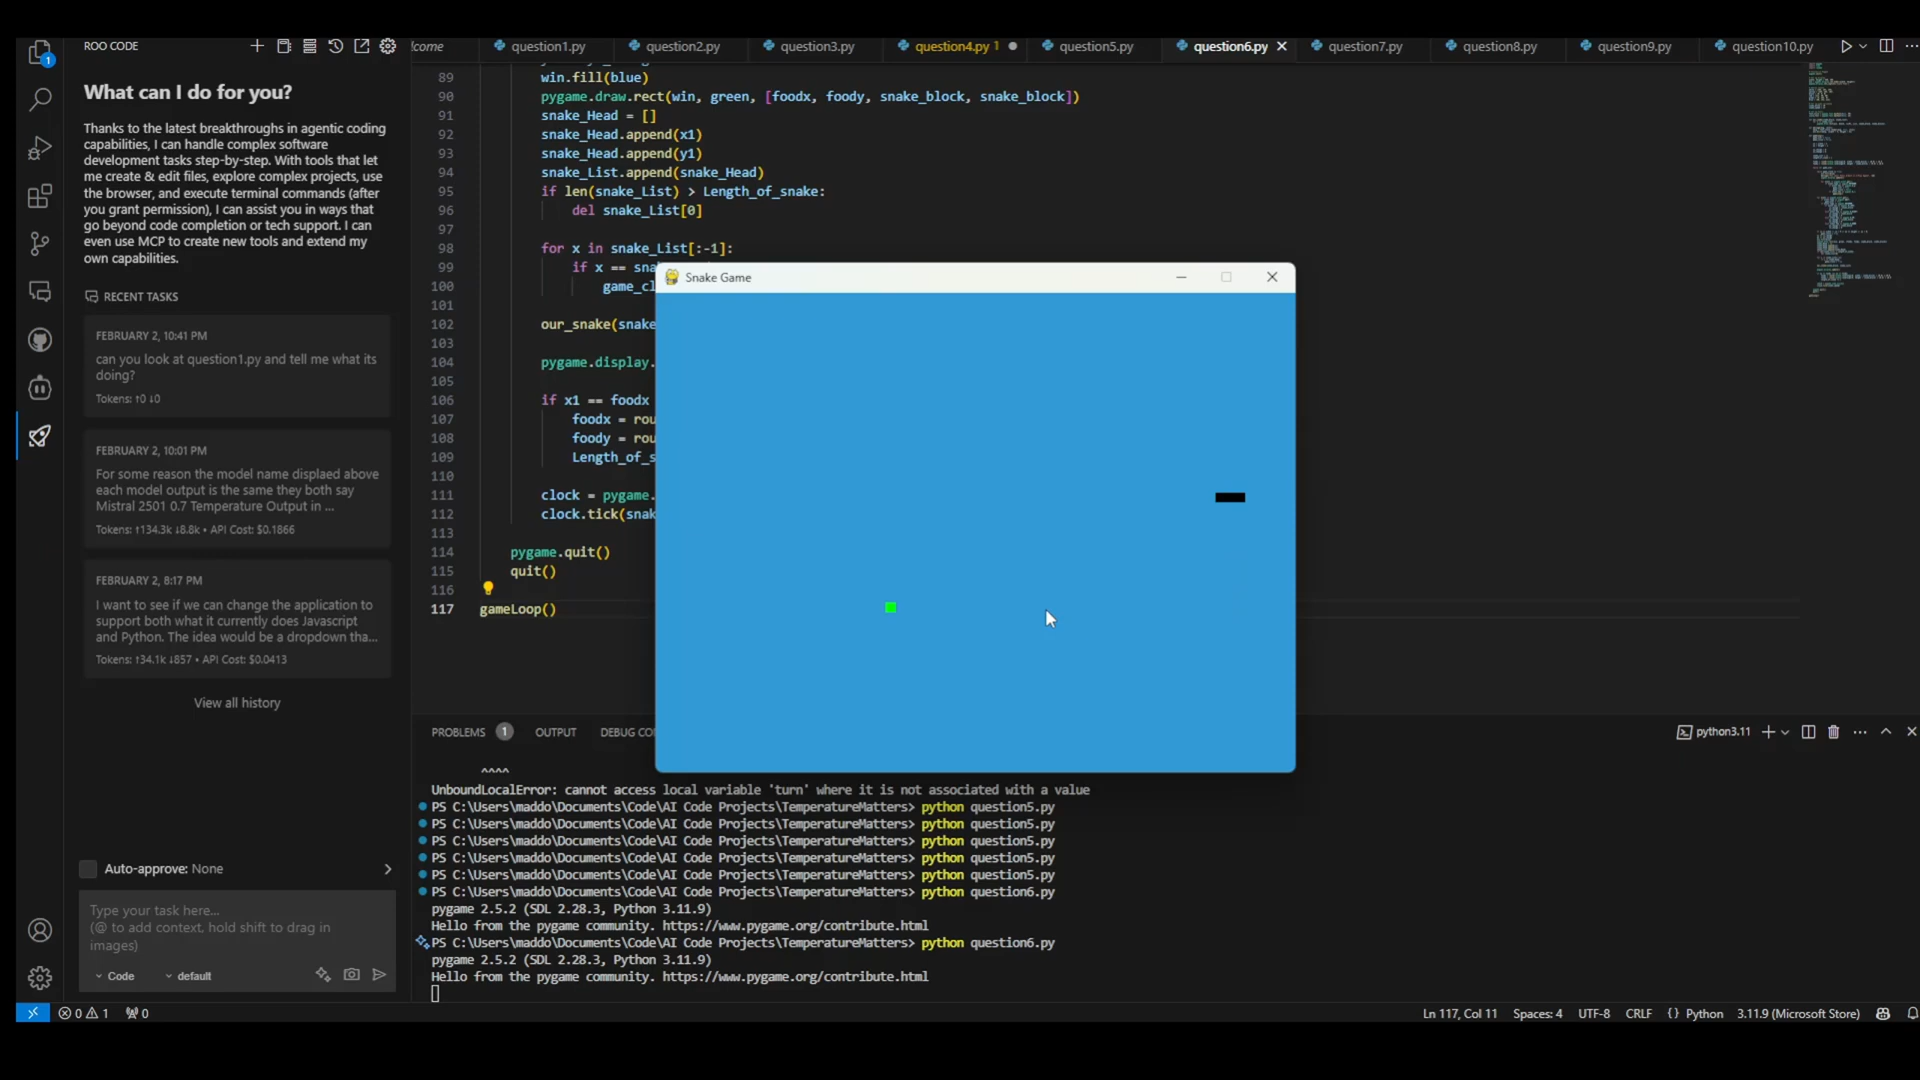 ROO CODE
come
question1.py
question2.py
question3.py
question4.py 1
question5.py
question6.py
question7.py
question8.py
question9.py
question10.py
What can I do for you?
Thanks to the latest breakthroughs in agentic coding
capabilities, I can handle complex software
development tasks step-by-step. With tools that let
me create & edit files, explore complex projects, use
the browser, and execute terminal commands (after
you grant permission), I can assist you in ways that
go beyond code completion or tech support. I can
even use MCP to create new tools and extend my
own capabilities.
RECENT TASKS
FEBRUARY 2, 10:41 PM
can you look at question1.py and tell me what its
doing?
Tokens: ↑0 ↓0
FEBRUARY 2, 10:01 PM
For some reason the model name displaed above
each model output is the same they both say
Mistral 2501 0.7 Temperature Output in ...
Tokens: ↑134.3k ↓8.8k • API Cost: $0.1866
FEBRUARY 2, 8:17 PM
I want to see if we can change the application to
support both what it currently does Javascript
and Python. The idea would be a dropdown tha...
Tokens: ↑34.1k ↓857 • API Cost: $0.0413
View all history
Auto-approve: None
Type your task here...
(@ to add context, hold shift to drag in
images)
Code
default
89 win.fill(blue)
90 pygame.draw.rect(win, green, [foodx, foody, snake_block, snake_block])
91 snake_Head = []
92 snake_Head.append(x1)
93 snake_Head.append(y1)
94 snake_List.append(snake_Head)
95 if len(snake_List) > Length_of_snake:
96 del snake_List[0]
97
98 for x in snake_List[:-1]:
99 if x == sna
100 game_cl
101
102 our_snake(snake
103
104 pygame.display.
105
106 if x1 == foodx
107 foodx = rou
108 foody = rou
109 Length_of_s
110
111 clock = pygame.
112 clock.tick(snak
113
114 pygame.quit()
115 quit()
116
117 gameLoop()
Snake Game
PROBLEMS 1
OUTPUT
DEBUG CO
python3.11
^^^^
UnboundLocalError: cannot access local variable 'turn' where it is not associated with a value
PS C:\Users\maddo\Documents\Code\AI Code Projects\TemperatureMatters> python question5.py
PS C:\Users\maddo\Documents\Code\AI Code Projects\TemperatureMatters> python question5.py
PS C:\Users\maddo\Documents\Code\AI Code Projects\TemperatureMatters> python question5.py
PS C:\Users\maddo\Documents\Code\AI Code Projects\TemperatureMatters> python question5.py
PS C:\Users\maddo\Documents\Code\AI Code Projects\TemperatureMatters> python question5.py
PS C:\Users\maddo\Documents\Code\AI Code Projects\TemperatureMatters> python question6.py
pygame 2.5.2 (SDL 2.28.3, Python 3.11.9)
Hello from the pygame community. https://www.pygame.org/contribute.html
PS C:\Users\maddo\Documents\Code\AI Code Projects\TemperatureMatters> python question6.py
pygame 2.5.2 (SDL 2.28.3, Python 3.11.9)
Hello from the pygame community. https://www.pygame.org/contribute.html
1
0 1
0
Ln 117, Col 11
Spaces: 4
UTF-8
CRLF
{} Python
3.11.9 (Microsoft Store)